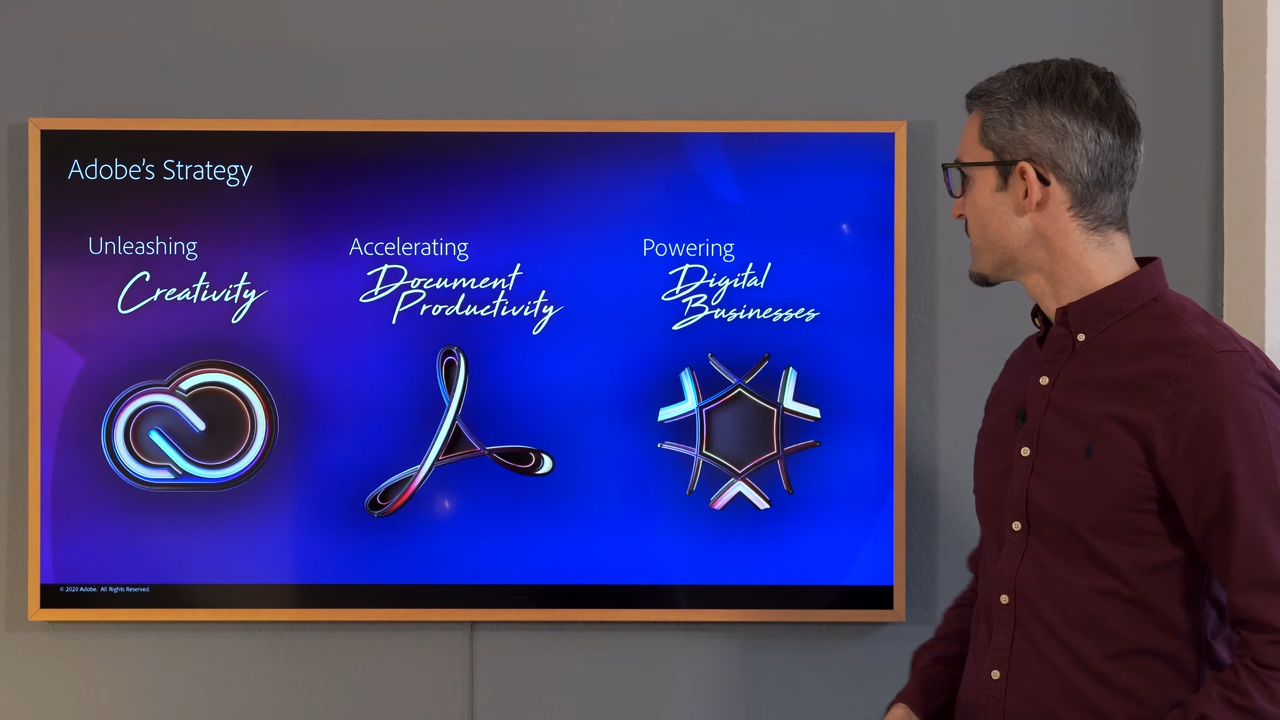 Adobe's Strategy
Unleashing
Creativity
Accelerating
Document
Productivity
Powering
Digital
Businesses
© 2020 Adobe. All Rights Reserved.